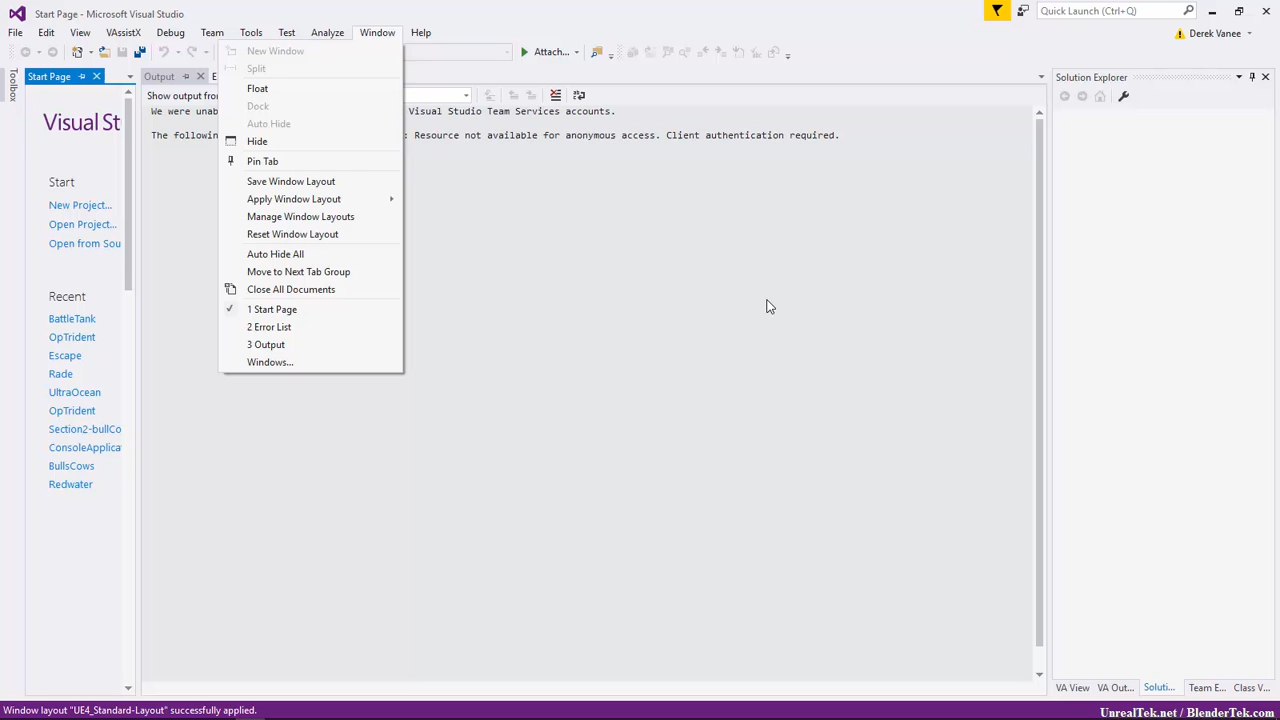 Start Page - Microsoft Visual Studio
Quick Launch (Ctrl+Q)
File Edit View VAssistX Debug Team Tools Test Analyze Window Help
Derek Vanee
Attach...
Toolbox
Start Page
Output
E
Solution Explorer
Show output fro
We were unab
Visual Studio Team Services accounts.
The followin
: Resource not available for anonymous access. Client authentication required.
Visual St
Start
New Project...
Open Project...
Open from Sou
Recent
BattleTank
OpTrident
Escape
Rade
UltraOcean
OpTrident
Section2-bullCo
ConsoleApplica
BullsCows
Redwater
New Window
Split
Float
Dock
Auto Hide
Hide
Pin Tab
Save Window Layout
Apply Window Layout
Manage Window Layouts
Reset Window Layout
Auto Hide All
Move to Next Tab Group
Close All Documents
1 Start Page
2 Error List
3 Output
Windows...
VA View VA Out... Soluti... Team E... Class V...
Window layout "UE4_Standard-Layout" successfully applied.
UnrealTek.net / BlenderTek.com